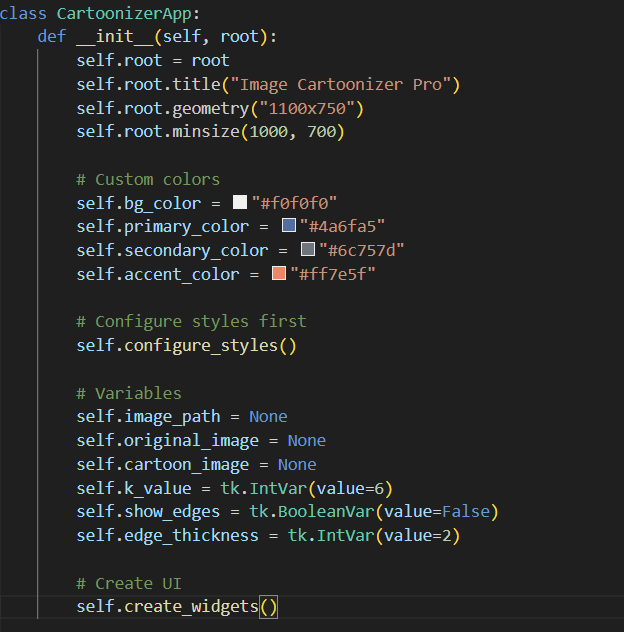 class CartoonizerApp:
    def __init__(self, root):
        self.root = root
        self.root.title("Image Cartoonizer Pro")
        self.root.geometry("1100x750")
        self.root.minsize(1000, 700)

        # Custom colors
        self.bg_color = "#f0f0f0"
        self.primary_color = "#4a6fa5"
        self.secondary_color = "#6c757d"
        self.accent_color = "#ff7e5f"

        # Configure styles first
        self.configure_styles()

        # Variables
        self.image_path = None
        self.original_image = None
        self.cartoon_image = None
        self.k_value = tk.IntVar(value=6)
        self.show_edges = tk.BooleanVar(value=False)
        self.edge_thickness = tk.IntVar(value=2)

        # Create UI
        self.create_widgets()